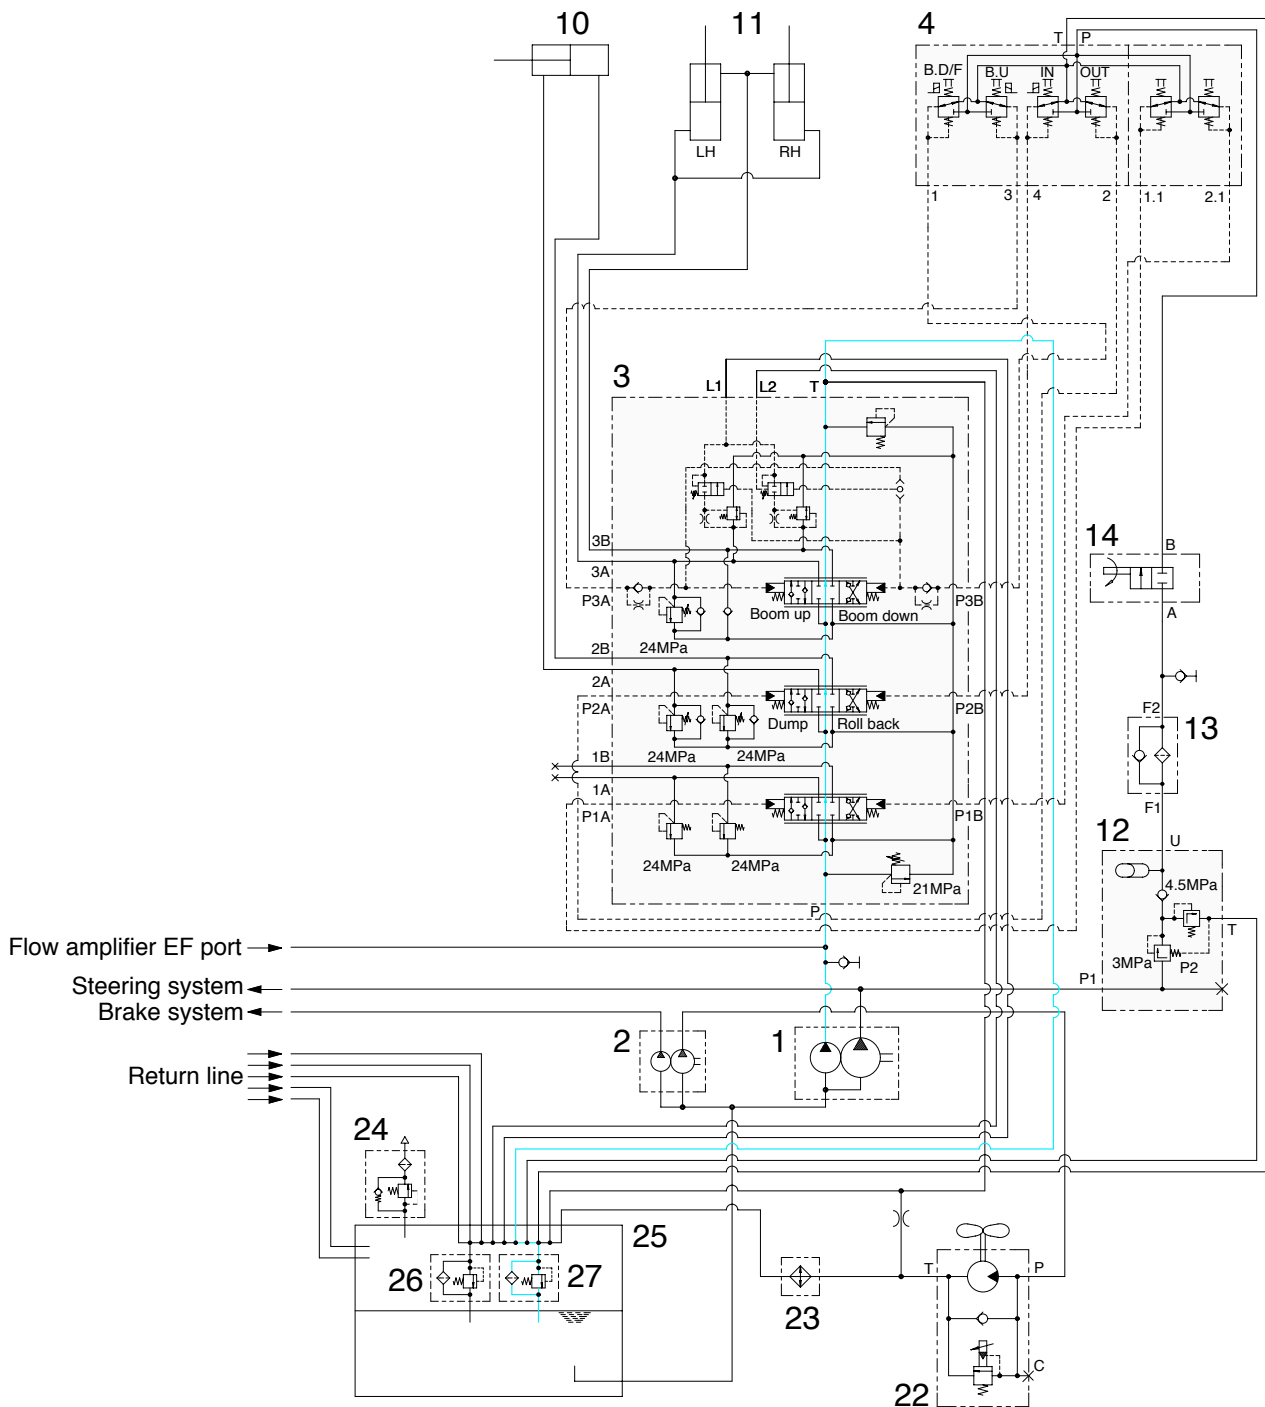 10
11
4
T P
B.D/F B.U IN OUT
LH RH
1 3 4 2 1.1 2.1
3
L1 L2 T
14
B
3B
3A
P3A P3B
Boom up Boom down
A
24MPa
2B
2A
P2A P2B
F2
13
Dump Roll back
24MPa 24MPa
1B
1A
F1
P1A P1B
12
U
24MPa 24MPa
4.5MPa
21MPa
P
T
Flow amplifier EF port
3MPa P2
P1
Steering system
Brake system
2 1
Return line
24
25
26 27
T P
23
C
22